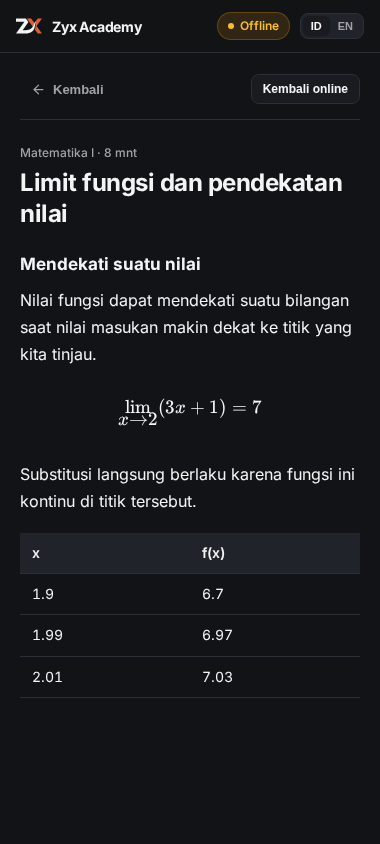 Zyx Academy
Offline
ID EN
Kembali
Kembali online
Matematika I · 8 mnt
Limit fungsi dan pendekatan
nilai
Mendekati suatu nilai
Nilai fungsi dapat mendekati suatu bilangan
saat nilai masukan makin dekat ke titik yang
kita tinjau.
lim x→2 (3x + 1) = 7
Substitusi langsung berlaku karena fungsi ini
kontinu di titik tersebut.
x f(x)
1.9 6.7
1.99 6.97
2.01 7.03